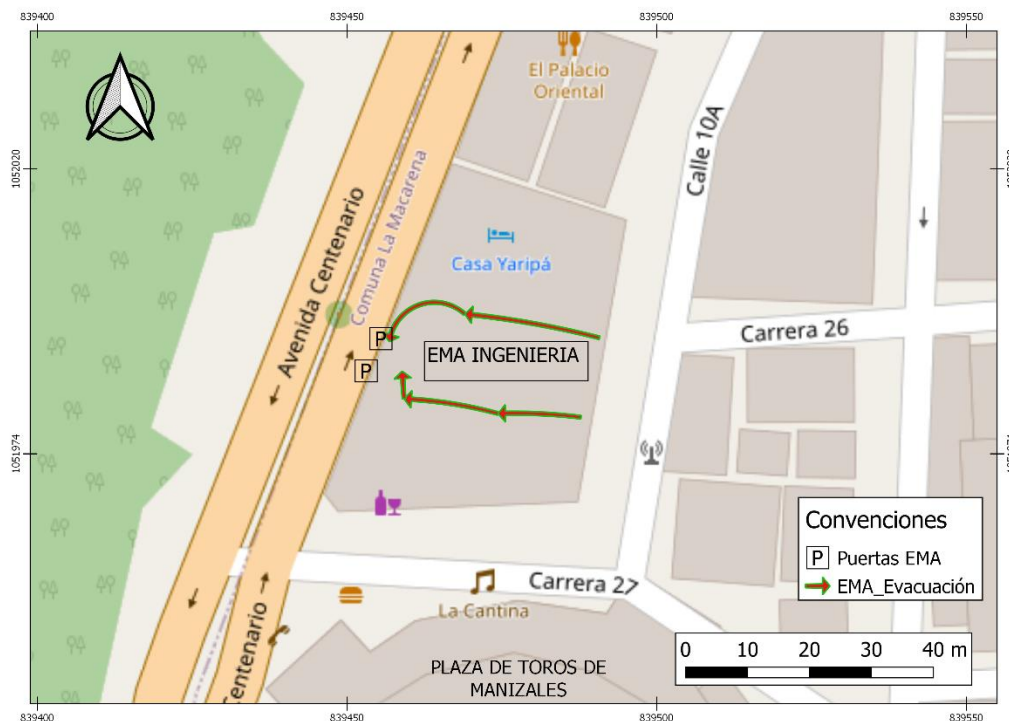 839400
839450
839500
839550
El Palacio
Oriental
Calle 10A
1052020
1052020
Avenida Centenario
Comuna La Macarena
Casa Yaripá
Carrera 26
P
EMA INGENIERIA
P
1051974
1051974
Convenciones
P Puertas EMA
EMA_Evacuación
Carrera 27
La Cantina
Centenario
PLAZA DE TOROS DE
MANIZALES
0 10 20 30 40 m
839400
839450
839500
839550